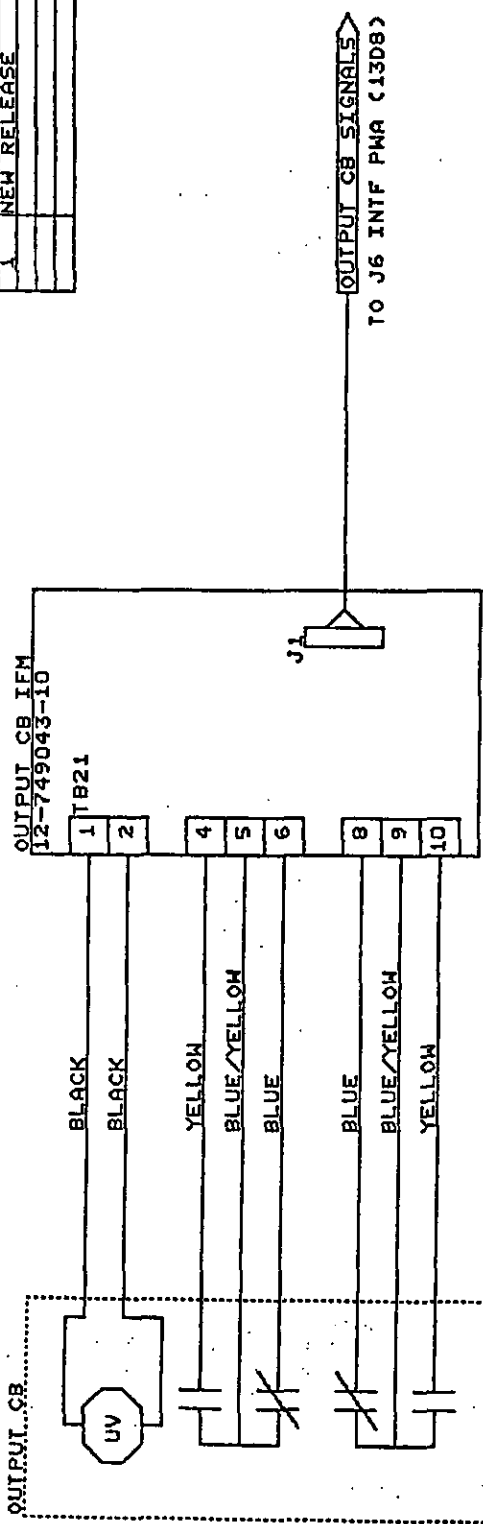 1 NEW RELEASE
OUTPUT CB
UV
BLACK
BLACK
YELLOW
BLUE/YELLOW
BLUE
BLUE
BLUE/YELLOW
YELLOW
OUTPUT CB IFM
12-749043-10
TB21
1
2
4
5
6
8
9
10
J1
OUTPUT CB SIGNALS
TO J6 INTF PWA (13D8)